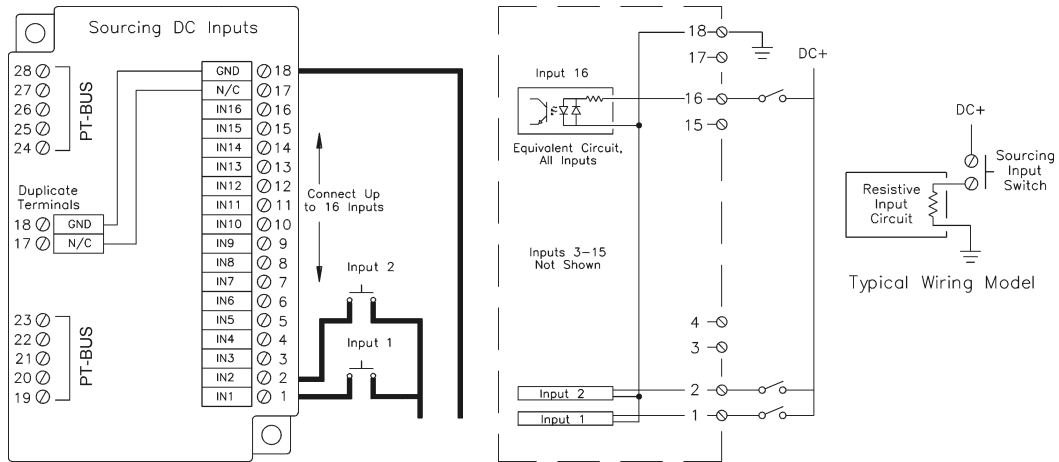 Sourcing DC Inputs
28
27
26
25
24
PT-BUS
Duplicate
Terminals
18 GND
17 N/C
23
22
21
20
19
PT-BUS
GND 18
N/C 17
IN16 16
IN15 15
IN14 14
IN13 13
IN12 12
IN11 11
IN10 10
IN9 9
IN8 8
IN7 7
IN6 6
IN5 5
IN4 4
IN3 3
IN2 2
IN1 1
Connect Up
to 16 Inputs
Input 2
Input 1
18
17
16
15
4
3
2
1
DC+
Input 16
Equivalent Circuit,
All Inputs
Inputs 3-15
Not Shown
Input 2
Input 1
DC+
Sourcing
Input
Switch
Resistive
Input
Circuit
Typical Wiring Model